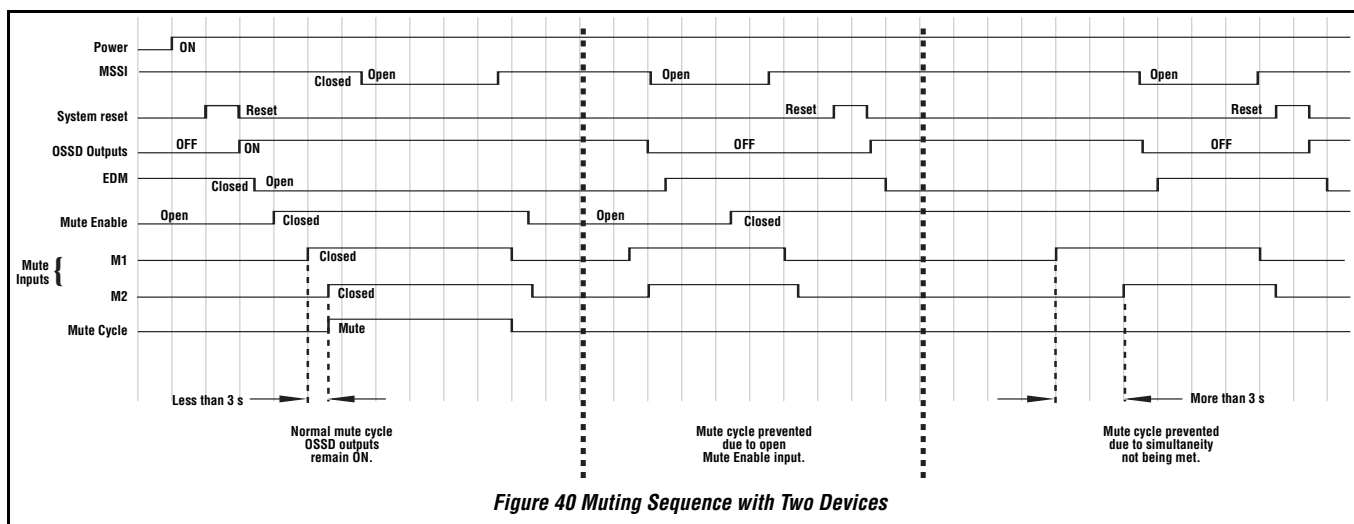 Power
ON
MSSI
Closed
Open
Open
Open
System reset
Reset
Reset
Reset
OSSD Outputs
OFF
ON
OFF
OFF
EDM
Closed
Open
Mute Enable
Open
Closed
Open
Closed
Mute
Inputs {
M1
Closed
M2
Closed
Mute Cycle
Mute
Less than 3 s
More than 3 s
Normal mute cycle
OSSD outputs
remain ON.
Mute cycle prevented
due to open
Mute Enable input.
Mute cycle prevented
due to simultaneity
not being met.
Figure 40 Muting Sequence with Two Devices